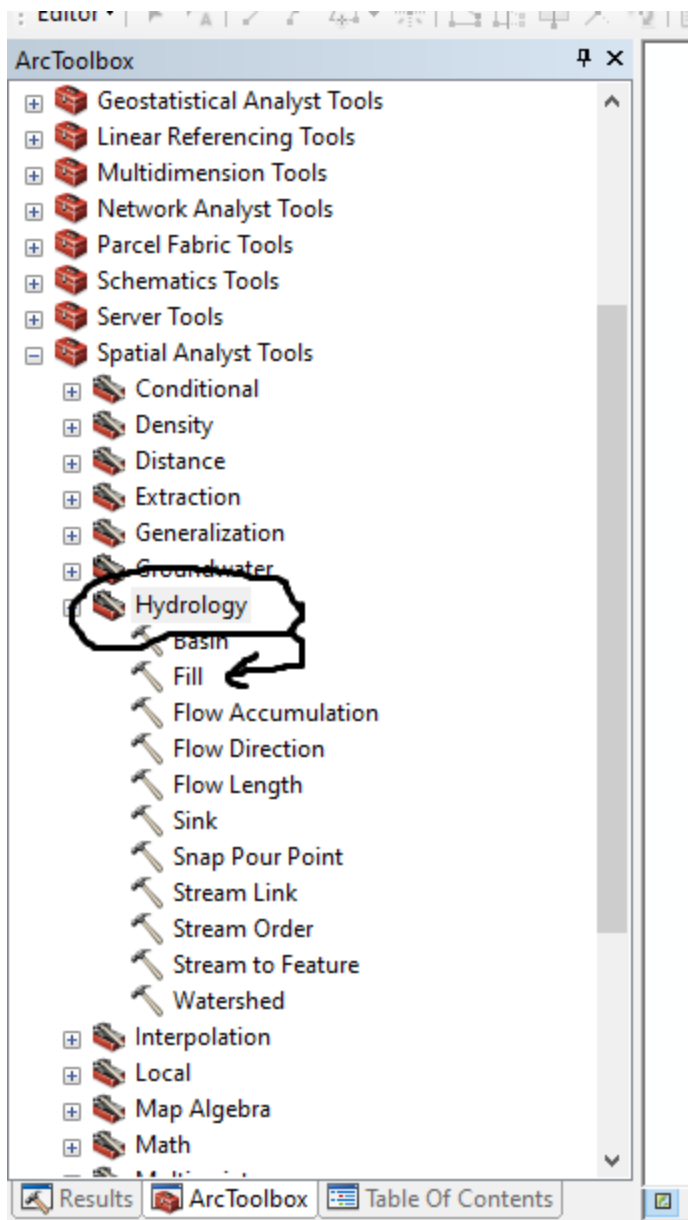 Editor
ArcToolbox
Geostatistical Analyst Tools
Linear Referencing Tools
Multidimension Tools
Network Analyst Tools
Parcel Fabric Tools
Schematics Tools
Server Tools
Spatial Analyst Tools
Conditional
Density
Distance
Extraction
Generalization
Groundwater
Hydrology
Basin
Fill
Flow Accumulation
Flow Direction
Flow Length
Sink
Snap Pour Point
Stream Link
Stream Order
Stream to Feature
Watershed
Interpolation
Local
Map Algebra
Math
Results ArcToolbox Table Of Contents